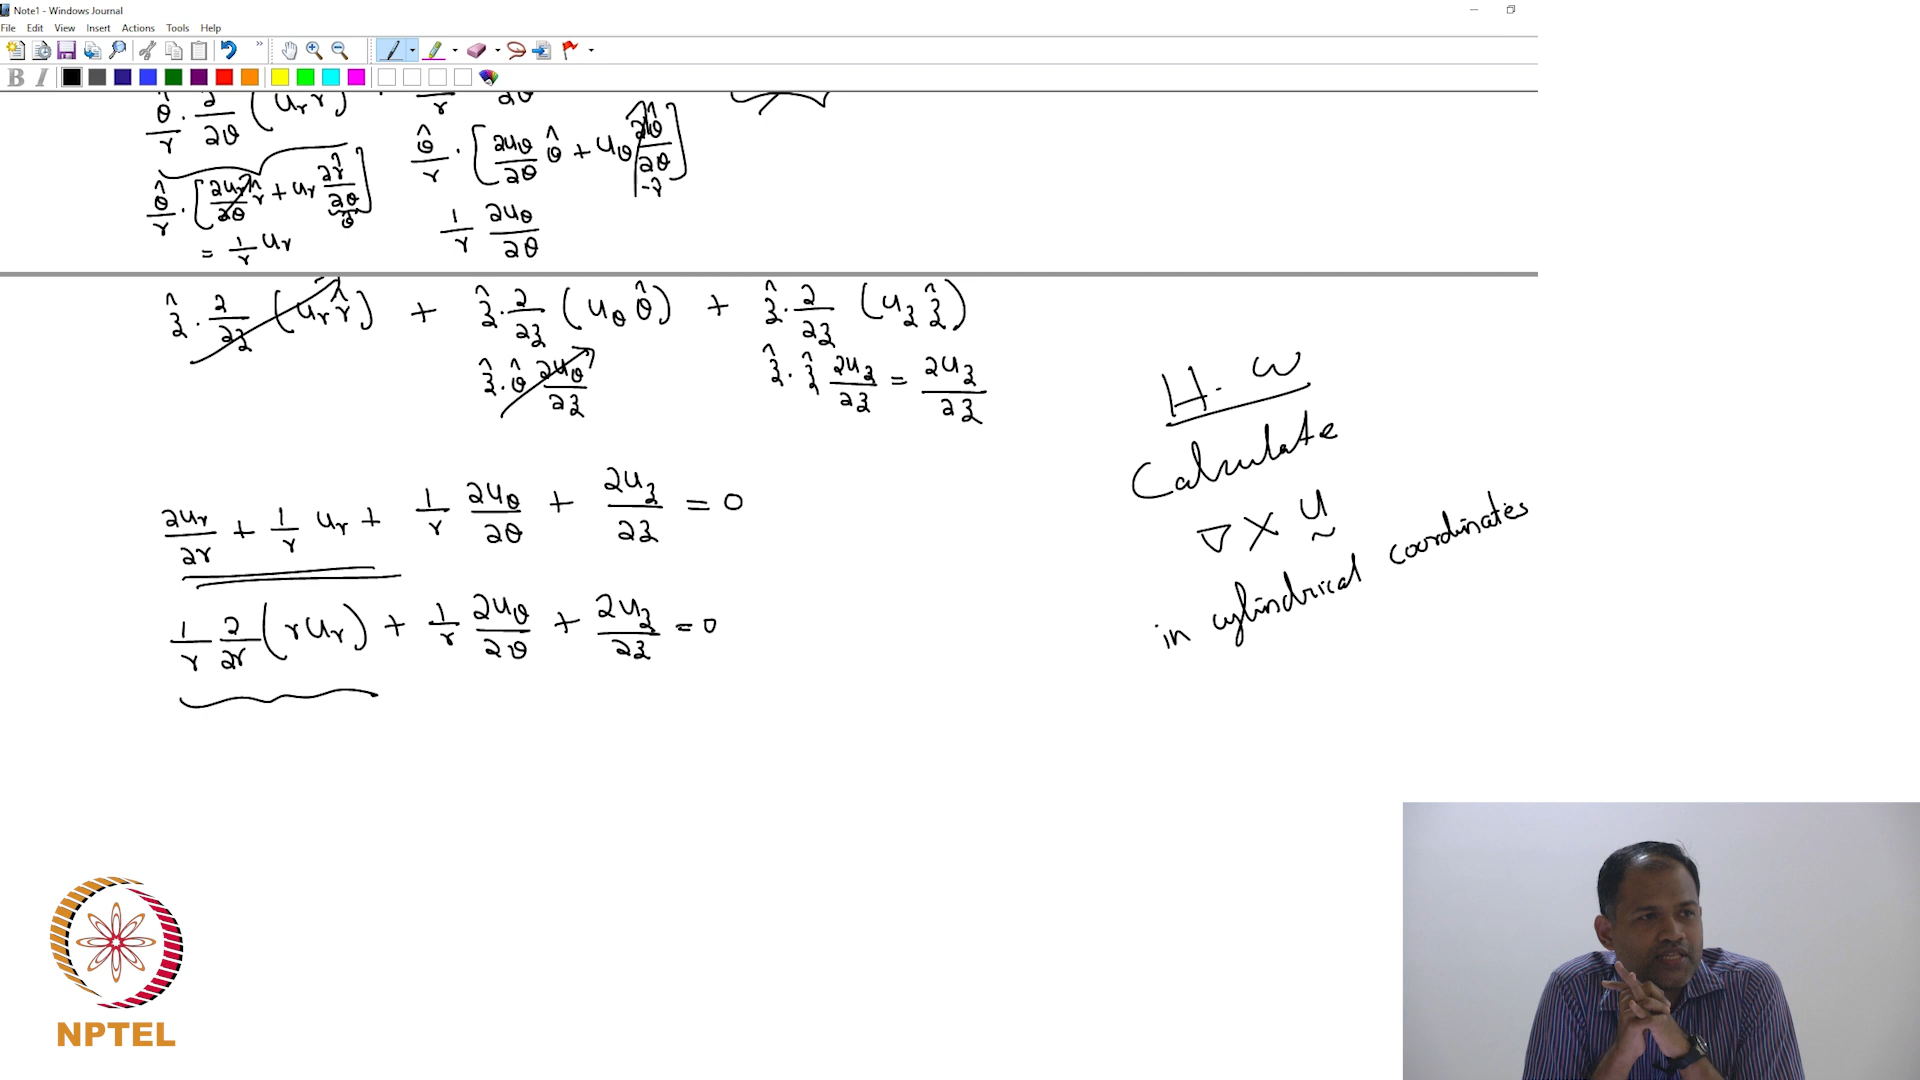 Note1 - Windows Journal
File Edit View Insert Actions Tools Help
B I
θ̂/r · ∂/∂θ (u_r r̂)
θ̂/r · [∂u_r/∂θ r̂ + u_r ∂r̂/∂θ]
θ̂
= 1/r u_r
θ̂/r · [∂u_θ/∂θ θ̂ + u_θ ∂θ̂/∂θ]
1/r ∂u_θ/∂θ
ẑ · ∂/∂z (u_r r̂) + ẑ · ∂/∂z (u_θ θ̂) + ẑ · ∂/∂z (u_z ẑ)
ẑ · θ̂ ∂u_θ/∂z ẑ · ẑ ∂u_z/∂z = ∂u_z/∂z
∂u_r/∂r + 1/r u_r + 1/r ∂u_θ/∂θ + ∂u_z/∂z = 0
1/r ∂/∂r (r u_r) + 1/r ∂u_θ/∂θ + ∂u_z/∂z = 0
H. W
Calculate
∇ × u
in cylindrical coordinates
NPTEL